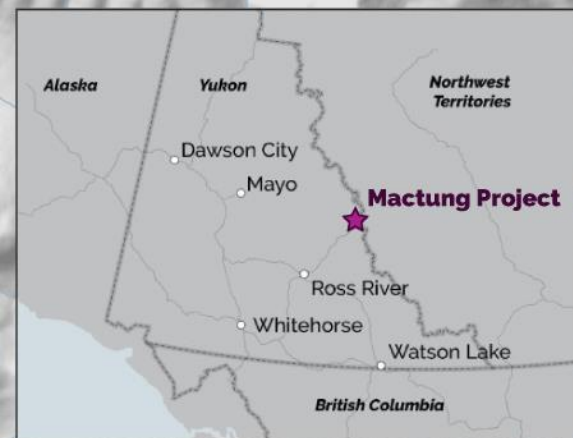 Alaska
Yukon
Northwest
Territories
Dawson City
Mayo
Mactung Project
Ross River
Whitehorse
Watson Lake
British Columbia